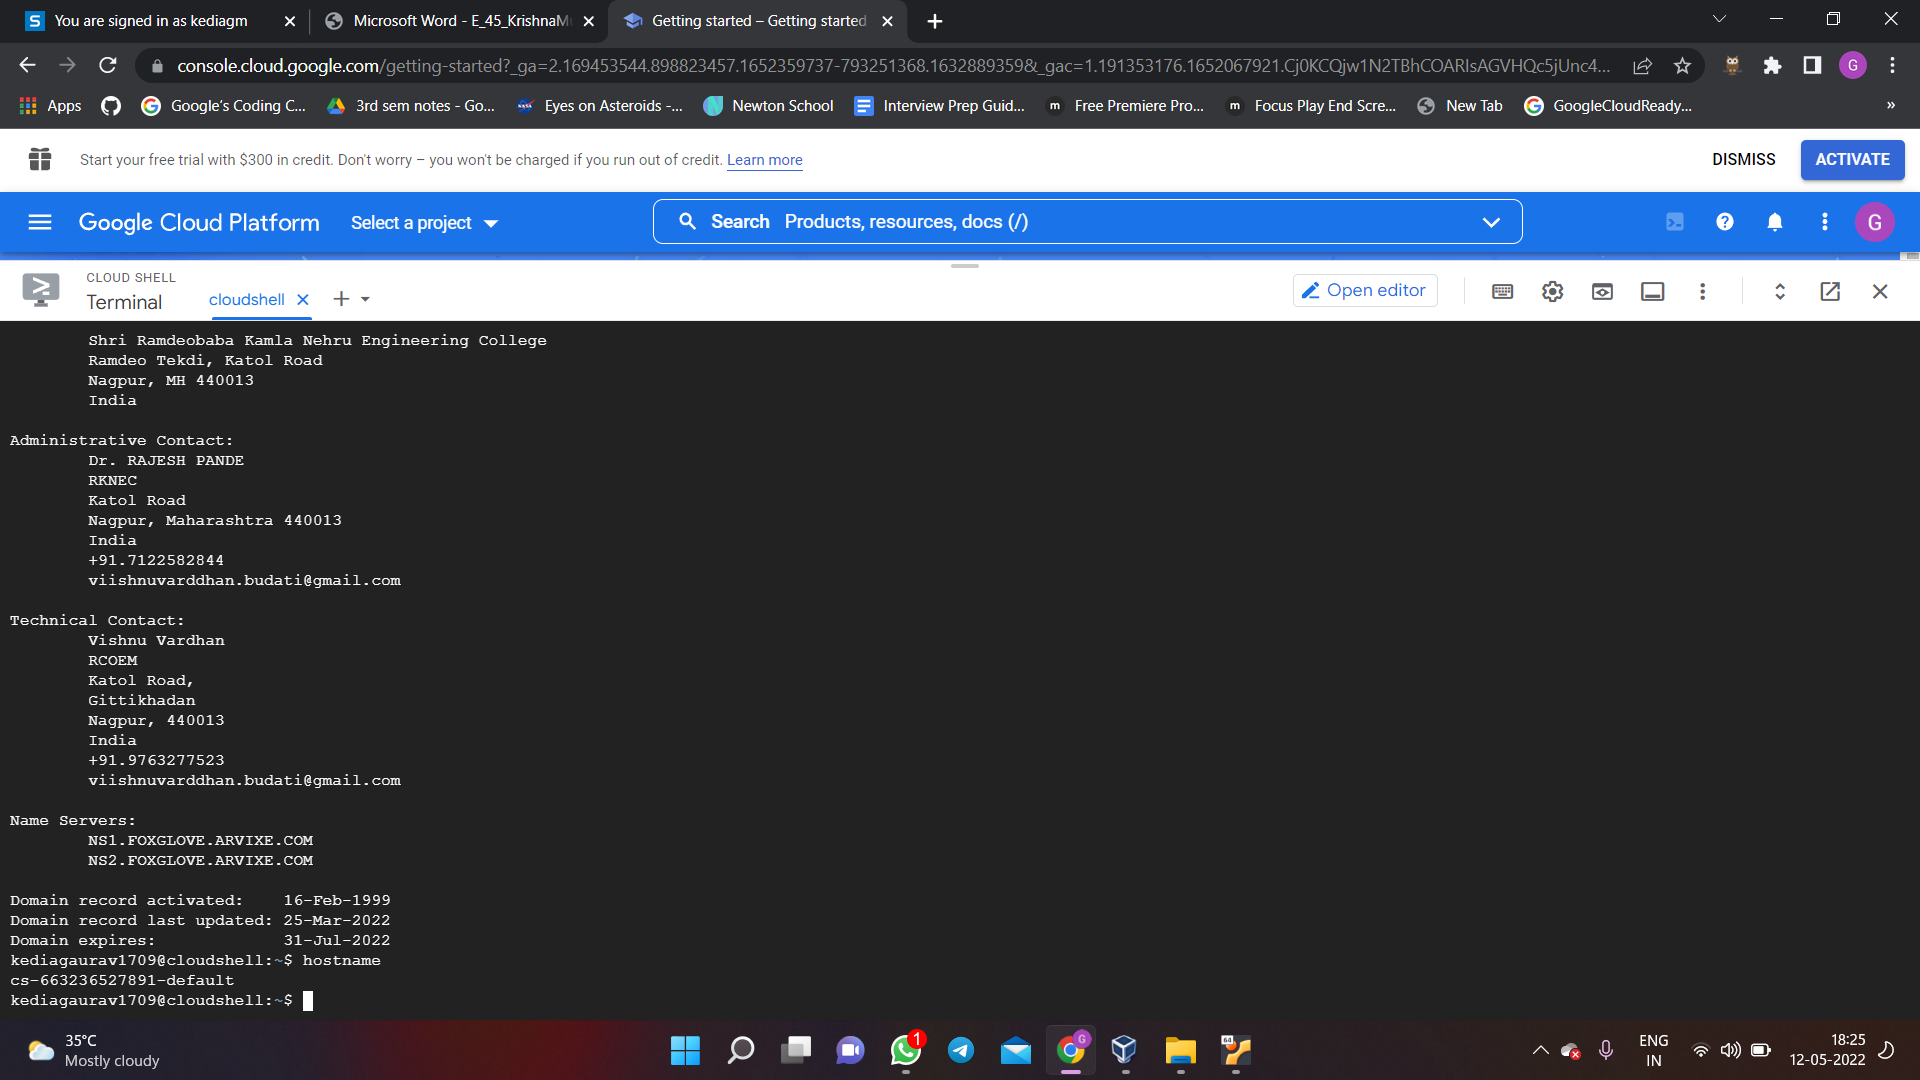 You are signed in as kediagm
Microsoft Word - E_45_KrishnaMu
Getting started – Getting started
console.cloud.google.com/getting-started?_ga=2.169453544.898823457.1652359737-793251368.1632889359&_gac=1.191353176.1652067921.Cj0KCQjw1N2TBhCOARIsAGVHQc5jUnc4...
G
Apps
Google's Coding C...
3rd sem notes - Go...
Eyes on Asteroids -...
Newton School
Interview Prep Guid...
Free Premiere Pro...
Focus Play End Scre...
New Tab
GoogleCloudReady...
»
Start your free trial with $300 in credit. Don't worry – you won't be charged if you run out of credit. Learn more
DISMISS
ACTIVATE
Google Cloud Platform
Select a project
Search Products, resources, docs (/)
G
CLOUD SHELL
Terminal
cloudshell
Open editor
Shri Ramdeobaba Kamla Nehru Engineering College
Ramdeo Tekdi, Katol Road
Nagpur, MH 440013
India
Administrative Contact:
Dr. RAJESH PANDE
RKNEC
Katol Road
Nagpur, Maharashtra 440013
India
+91.7122582844
viishnuvarddhan.budati@gmail.com
Technical Contact:
Vishnu Vardhan
RCOEM
Katol Road,
Gittikhadan
Nagpur, 440013
India
+91.9763277523
viishnuvarddhan.budati@gmail.com
Name Servers:
NS1.FOXGLOVE.ARVIXE.COM
NS2.FOXGLOVE.ARVIXE.COM
Domain record activated: 16-Feb-1999
Domain record last updated: 25-Mar-2022
Domain expires: 31-Jul-2022
kediagaurav1709@cloudshell:~$ hostname
cs-663236527891-default
kediagaurav1709@cloudshell:~$
35°C
Mostly cloudy
1
G
64
ENG
IN
18:25
12-05-2022